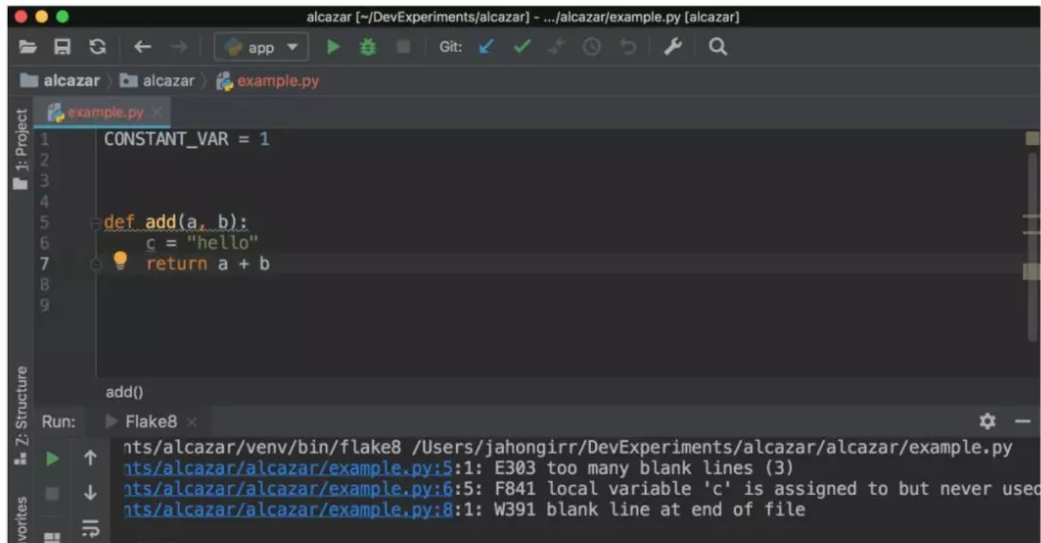 alcazar [~/DevExperiments/alcazar] - .../alcazar/example.py [alcazar]
app Git:
alcazar alcazar example.py
example.py
1: Project
1 CONSTANT_VAR = 1
2
3
4
5 def add(a, b):
6 c = "hello"
7 return a + b
8
9
add()
Z: Structure
Run: Flake8
nts/alcazar/venv/bin/flake8 /Users/jahongirr/DevExperiments/alcazar/alcazar/example.py
nts/alcazar/alcazar/example.py:5:1: E303 too many blank lines (3)
nts/alcazar/alcazar/example.py:6:5: F841 local variable 'c' is assigned to but never used
nts/alcazar/alcazar/example.py:8:1: W391 blank line at end of file
vorites